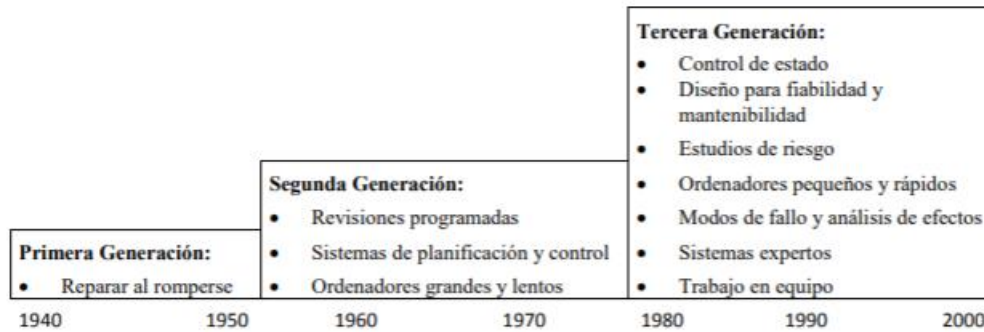 Tercera Generación:
• Control de estado
• Diseño para fiabilidad y
mantenibilidad
• Estudios de riesgo
• Ordenadores pequeños y rápidos
• Modos de fallo y análisis de efectos
• Sistemas expertos
• Trabajo en equipo
Segunda Generación:
• Revisiones programadas
• Sistemas de planificación y control
• Ordenadores grandes y lentos
Primera Generación:
• Reparar al romperse
1940 1950 1960 1970 1980 1990 2000